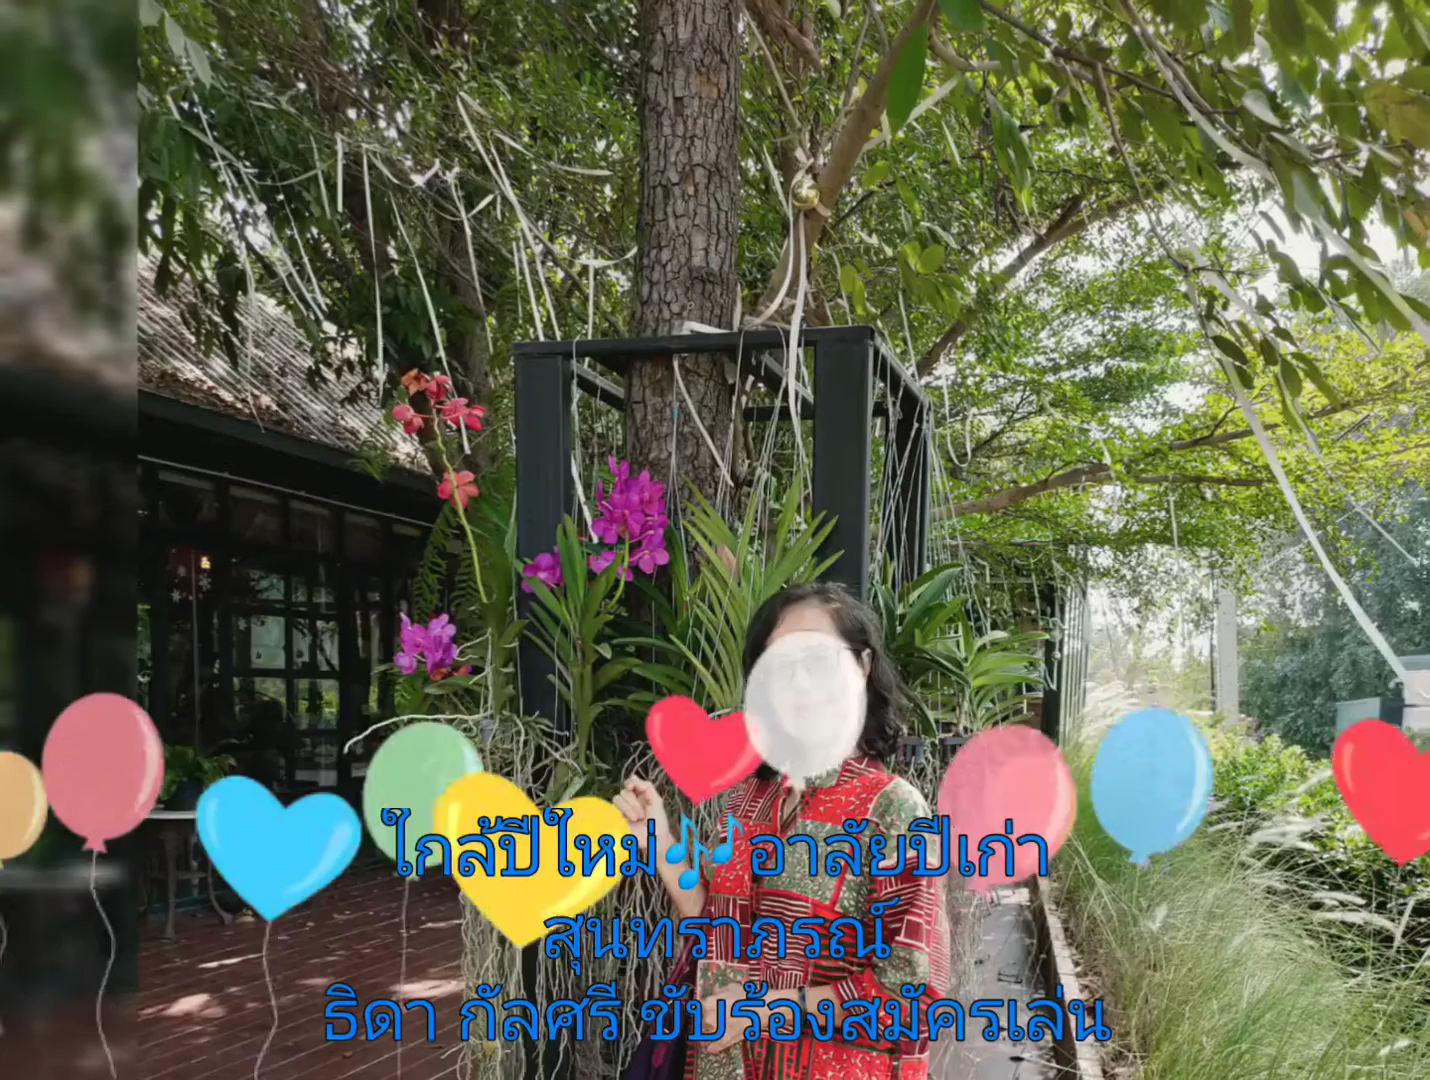 ใกล้ปีใหม่🎶อาลัยปีเก่า
สุนทราภรณ์
ธิดา กัลศรี ขับร้องสมัครเล่น